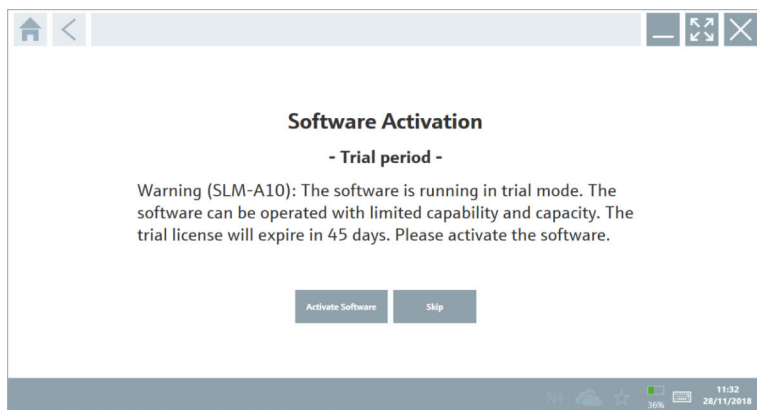 Software Activation
- Trial period -
Warning (SLM-A10): The software is running in trial mode. The
software can be operated with limited capability and capacity. The
trial license will expire in 45 days. Please activate the software.
Activate Software
Skip
36%
11:32
28/11/2018